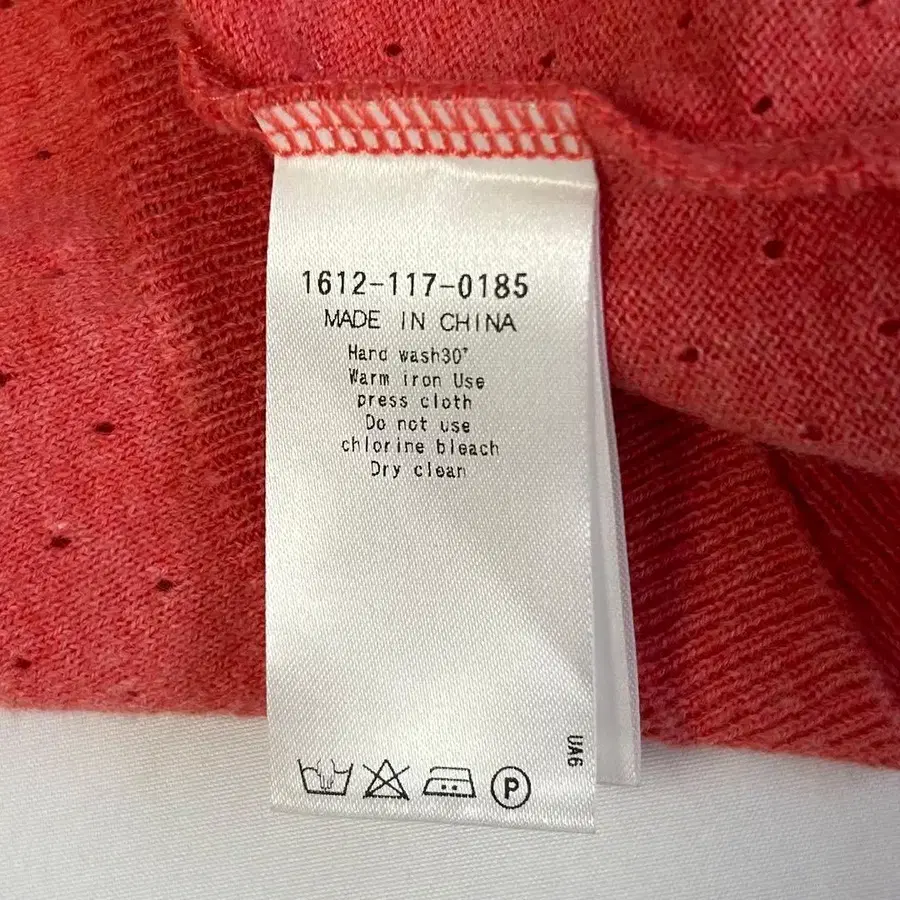 1612-117-0185
MADE IN CHINA
Hand wash30°
Warm iron Use
press cloth
Do not use
chlorine bleach
Dry clean
UA6
P